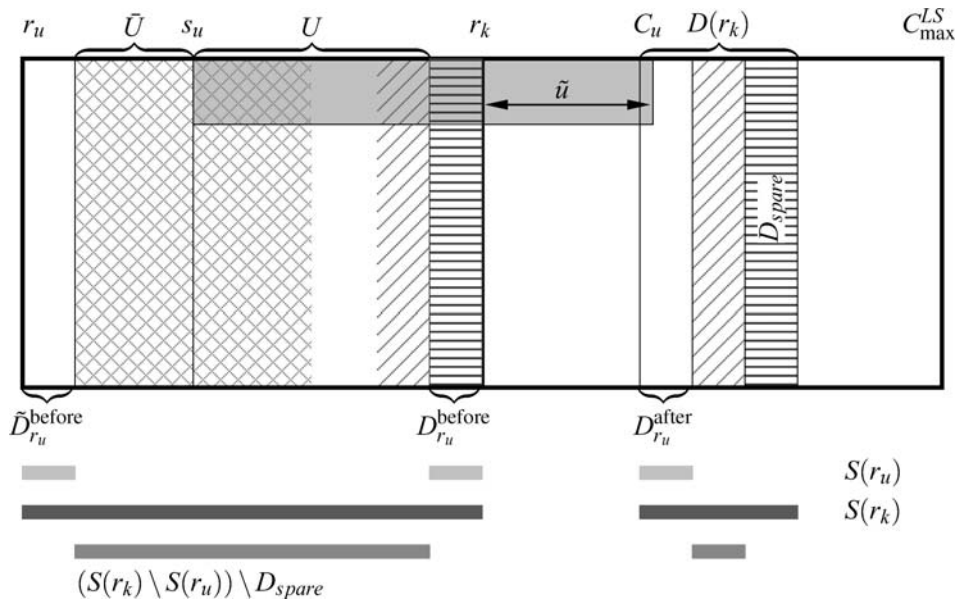 r_u Ū s_u U r_k C_u D(r_k) C_max^LS
ũ
D_spare
D̃_{r_u}^before D_{r_u}^before D_{r_u}^after
S(r_u)
S(r_k)
(S(r_k) \ S(r_u)) \ D_spare